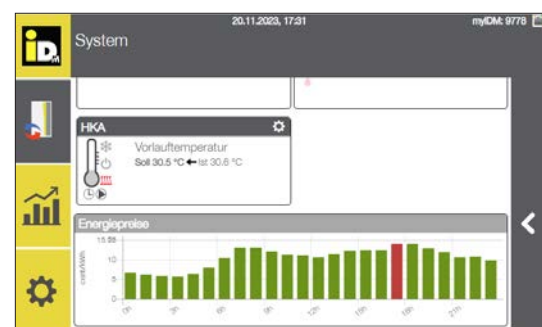 20.11.2023, 17:31
myIDM: 9778
iDM
System
HKA
Vorlauftemperatur
Soll 30.5 °C ← Ist 30.6 °C
Energiepreise
cent/kWh
10
5
0
0h
3h
6h
9h
12h
15h
18h
21h